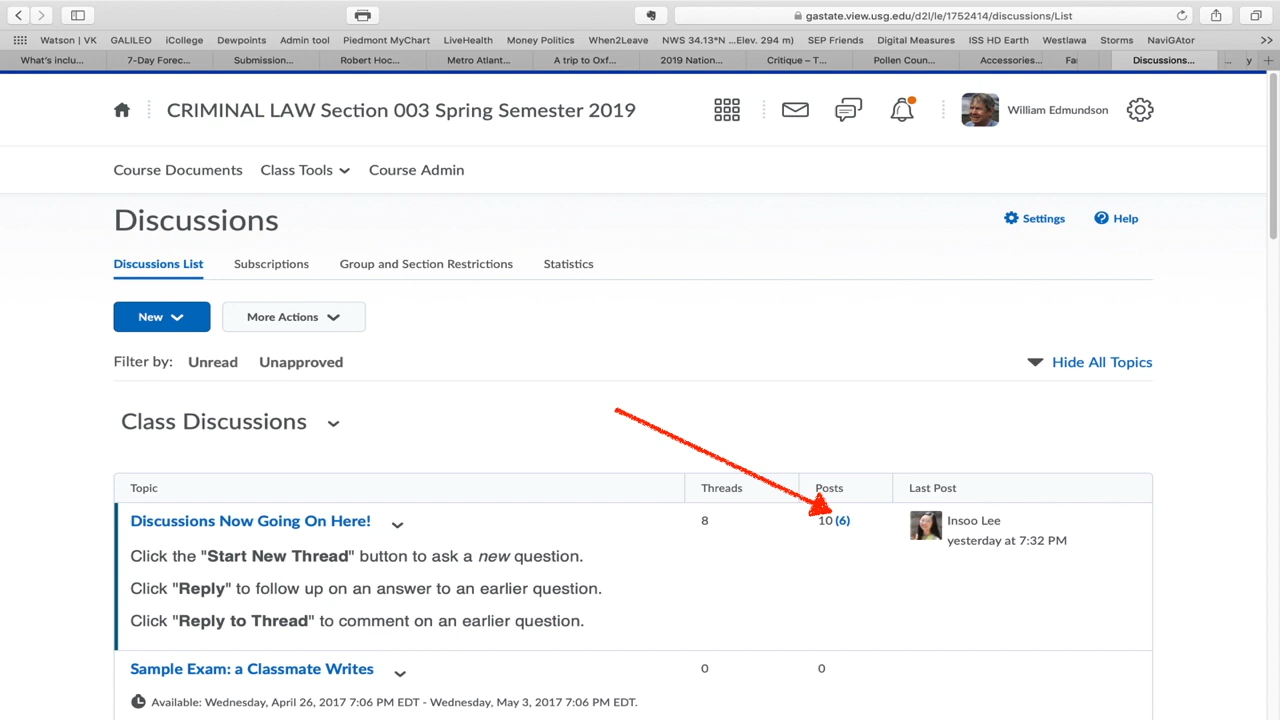 gastate.view.usg.edu/d2l/le/1752414/discussions/List
Watson | VK GALILEO iCollege Dewpoints Admin tool Piedmont MyChart LiveHealth Money Politics When2Leave NWS 34.13°N ...Elev. 294 m) SEP Friends Digital Measures ISS HD Earth Westlawa Storms NaviGAtor >>
What's inclu... 7-Day Forec... Submission... Robert Hoc... Metro Atlant... A trip to Oxf... 2019 Nation... Critique – T... Pollen Coun... Accessories... Discussions... ... y +
CRIMINAL LAW Section 003 Spring Semester 2019 William Edmundson
Course Documents Class Tools Course Admin
Discussions Settings Help
Discussions List Subscriptions Group and Section Restrictions Statistics
New More Actions
Filter by: Unread Unapproved Hide All Topics
Class Discussions
Topic Threads Posts Last Post
Discussions Now Going On Here! 8 10 (6) Insoo Lee
yesterday at 7:32 PM
Click the "Start New Thread" button to ask a new question.
Click "Reply" to follow up on an answer to an earlier question.
Click "Reply to Thread" to comment on an earlier question.
Sample Exam: a Classmate Writes 0 0
Available: Wednesday, April 26, 2017 7:06 PM EDT - Wednesday, May 3, 2017 7:06 PM EDT.